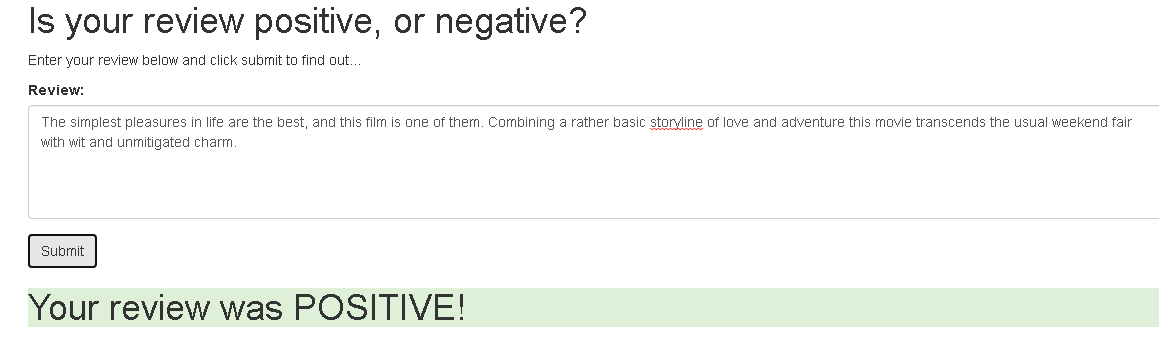 Is your review positive, or negative?
Enter your review below and click submit to find out...
Review:
The simplest pleasures in life are the best, and this film is one of them. Combining a rather basic storyline of love and adventure this movie transcends the usual weekend fair
with wit and unmitigated charm.
Submit
Your review was POSITIVE!